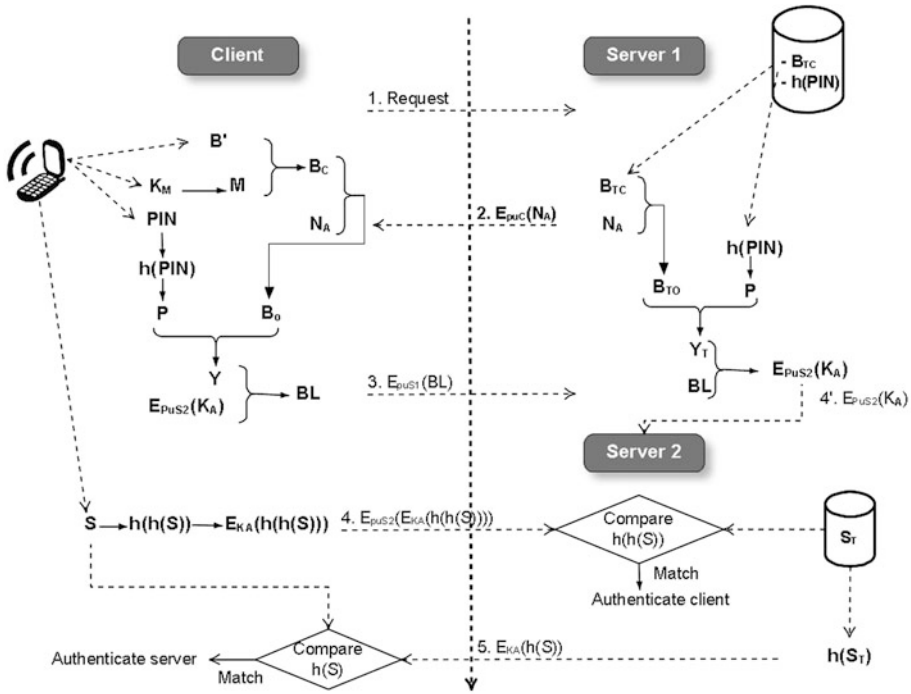 Client
Server 1
- B_TC
- h(PIN)
1. Request
B'
B_C
K_M
M
B_TC
PIN
N_A
2. E_puC(N_A)
N_A
h(PIN)
h(PIN)
P
B_o
B_TO
P
Y
Y_T
E_PuS2(K_A)
BL
3. E_puS1(BL)
BL
E_PuS2(K_A)
4'. E_PuS2(K_A)
Server 2
S
h(h(S))
E_KA(h(h(S)))
4. E_puS2(E_KA(h(h(S))))
Compare
h(h(S))
S_T
Match
Authenticate client
Authenticate server
Match
Compare
h(S)
5. E_KA(h(S))
h(S_T)